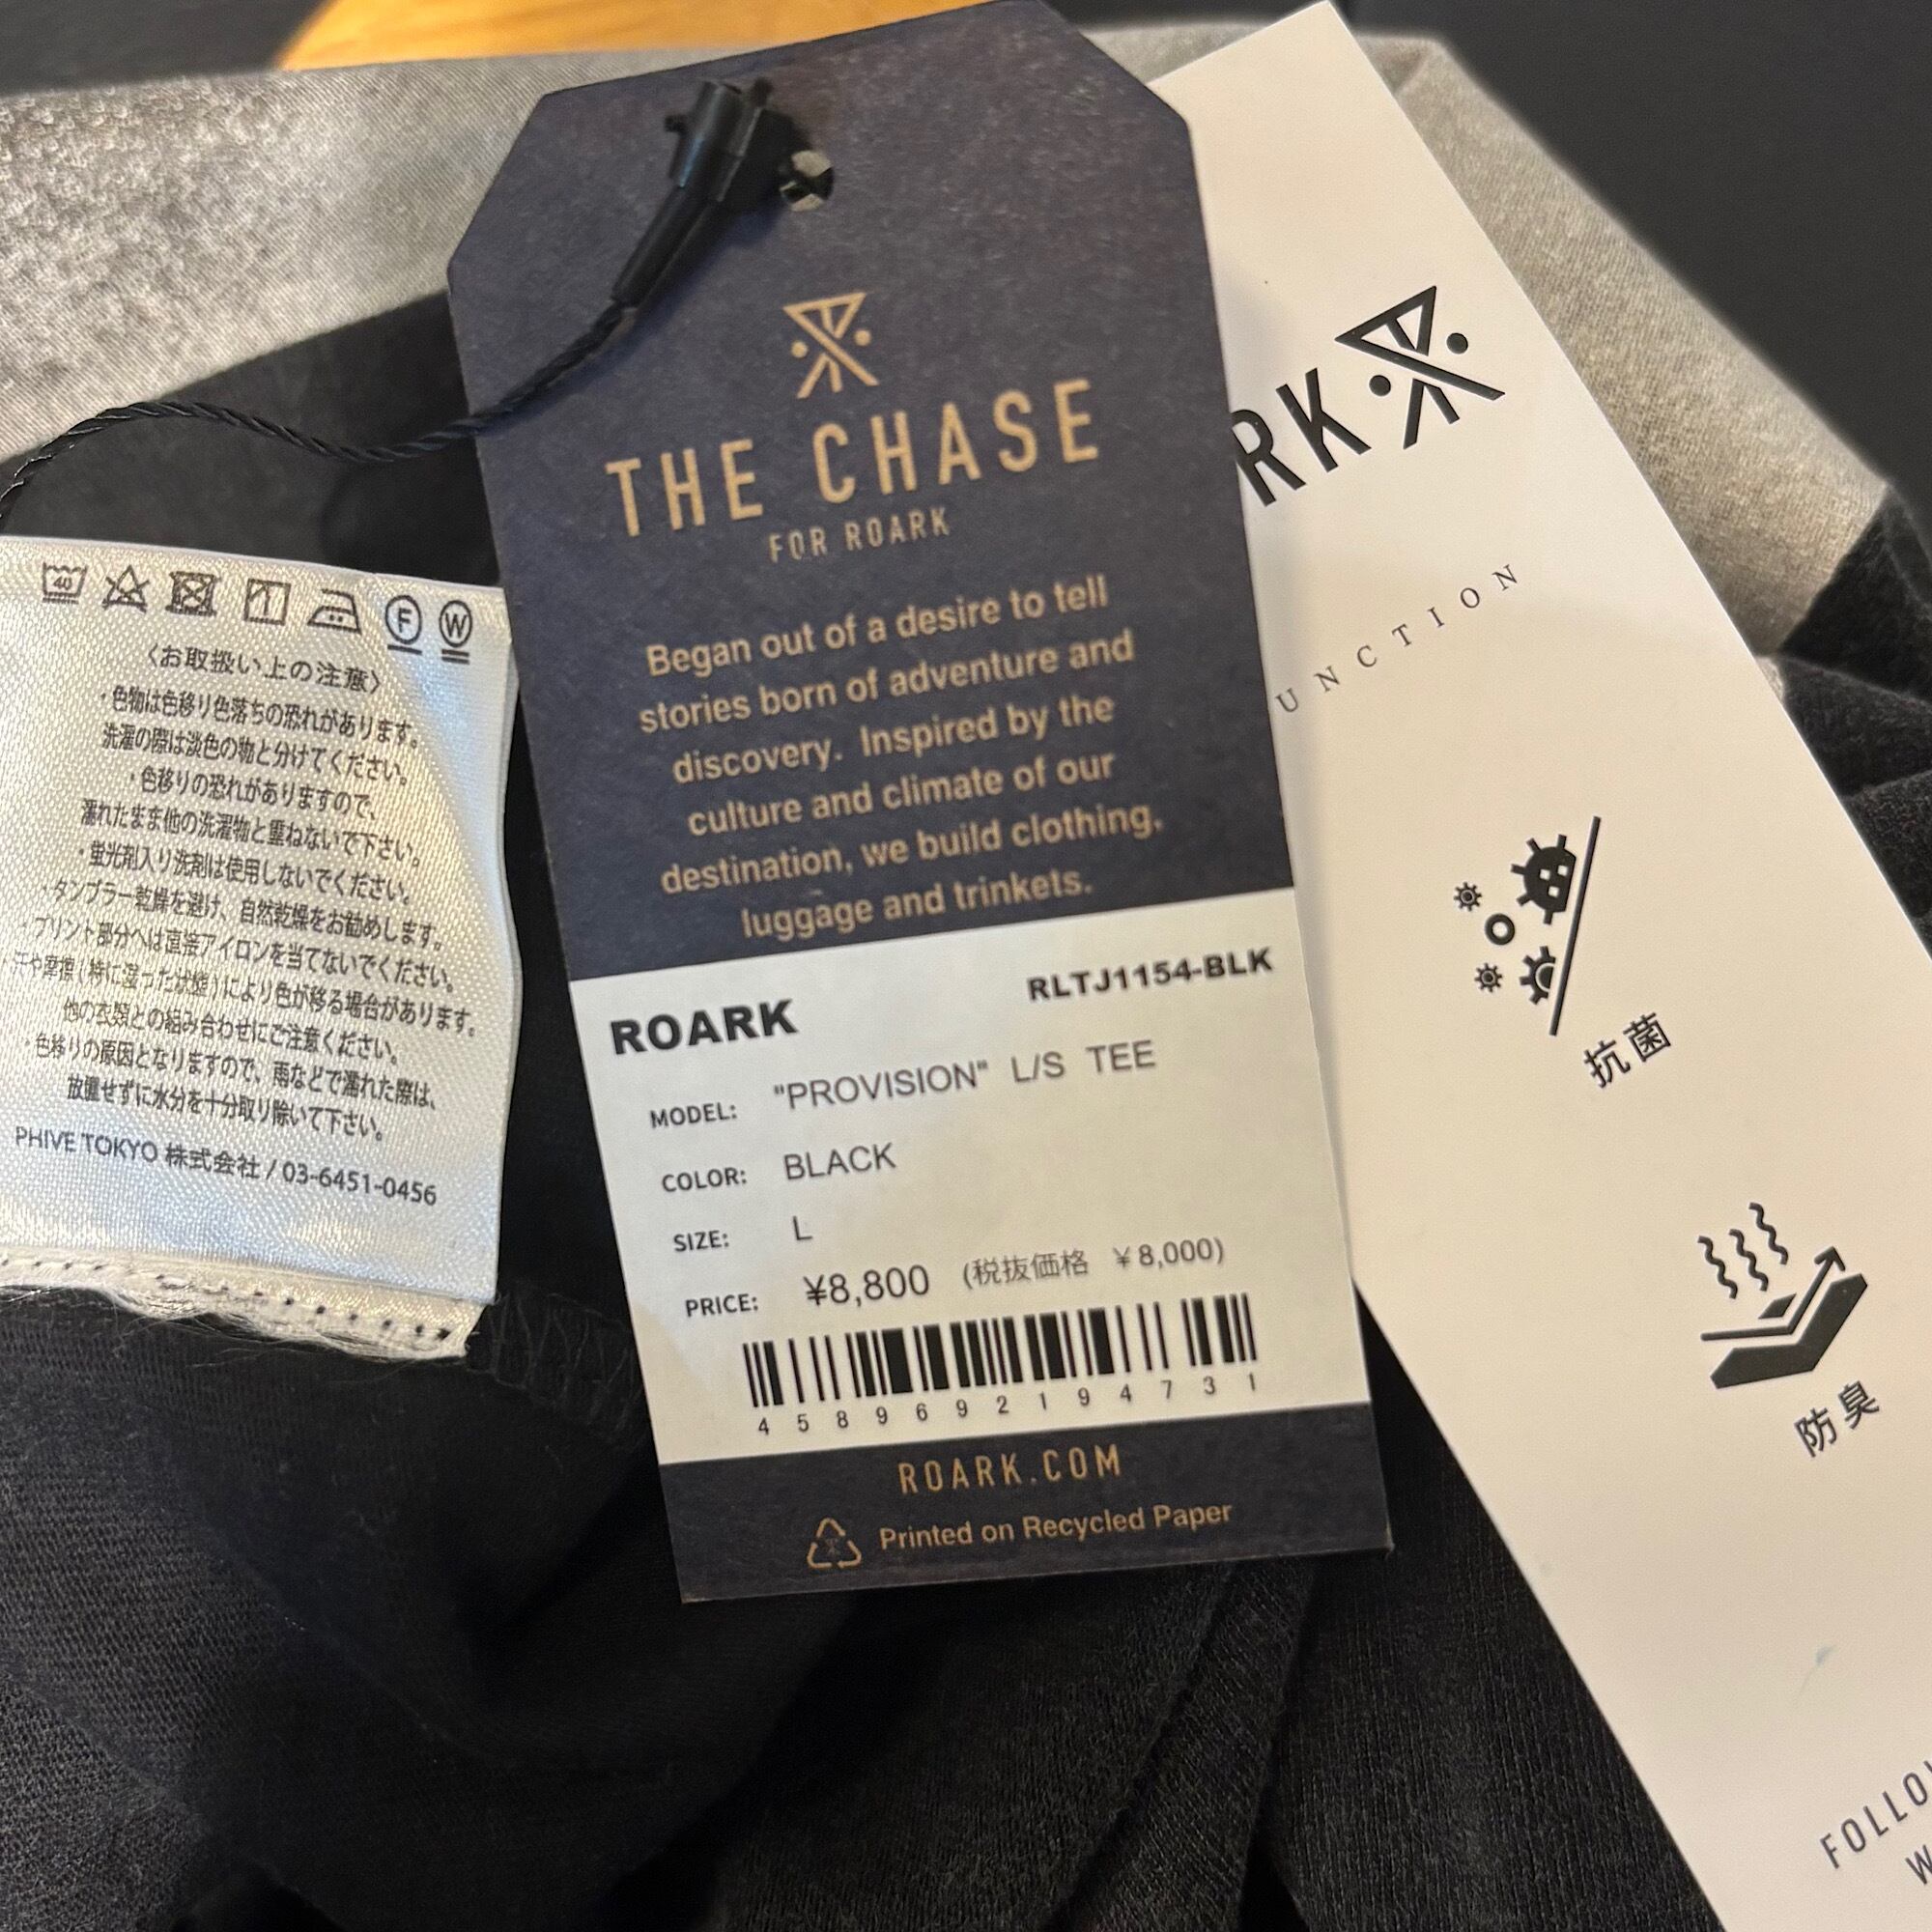 THE CHASE
FOR ROARK
Began out of a desire to tell
stories born of adventure and
discovery. Inspired by the
culture and climate of our
destination, we build clothing,
luggage and trinkets.
ROARK
RLTJ1154-BLK
MODEL: "PROVISION" L/S TEE
COLOR: BLACK
SIZE: L
PRICE: ¥8,800 (税抜価格 ¥8,000)
4589692194731
ROARK.COM
Printed on Recycled Paper
40
F
W
〈お取扱い上の注意〉
・色物は色移り色落ちの恐れがあります。
洗濯の際は淡色の物と分けてください。
・色移りの恐れがありますので、
濡れたまま他の洗濯物と重ねないで下さい。
・蛍光剤入り洗剤は使用しないでください。
・タンブラー乾燥を避け、自然乾燥をお勧めします。
・プリント部分へは直接アイロンを当てないでください。
汗や摩擦(特に湿った状態)により色が移る場合があります。
他の衣類との組み合わせにご注意ください。
・色移りの原因となりますので、雨などで濡れた際は、
放置せずに水分を十分取り除いて下さい。
PHIVE TOKYO 株式会社 / 03-6451-0456
RK
UNCTION
抗菌
防臭
FOLLOW
W